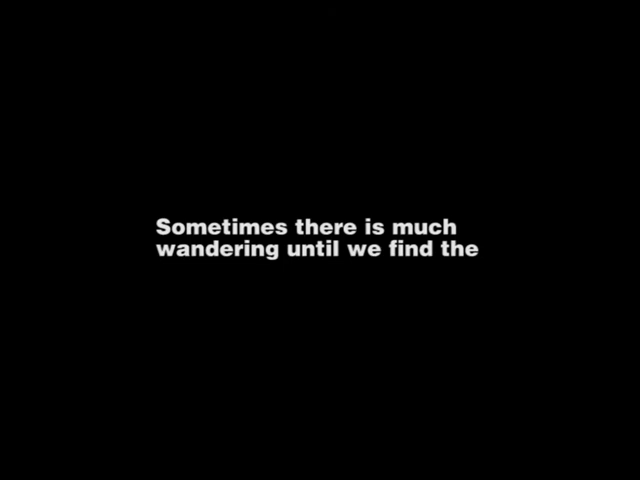 Sometimes there is much
wandering until we find the